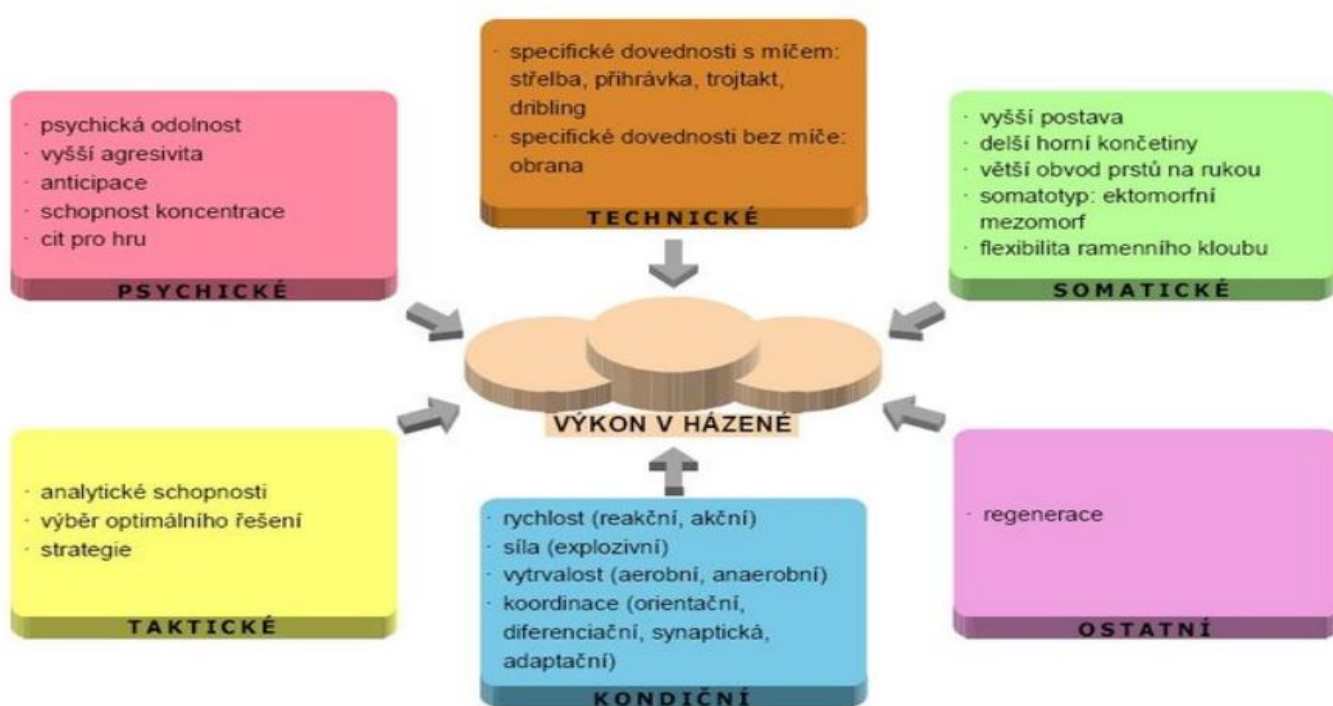 · specifické dovednosti s míčem:
střelba, přihrávka, trojtakt,
dribling
· specifické dovednosti bez míče:
obrana
TECHNICKÉ
· psychická odolnost
· vyšší agresivita
· anticipace
· schopnost koncentrace
· cit pro hru
PSYCHICKÉ
· vyšší postava
· delší horní končetiny
· větší obvod prstů na rukou
· somatotyp: ektomorfní
mezomorf
· flexibilita ramenního kloubu
SOMATICKÉ
VÝKON V HÁZENÉ
· analytické schopnosti
· výběr optimálního řešení
· strategie
TAKTICKÉ
· rychlost (reakční, akční)
· síla (explozivní)
· vytrvalost (aerobní, anaerobní)
· koordinace (orientační,
diferenciační, synaptická,
adaptační)
KONDIČNÍ
· regenerace
OSTATNÍ